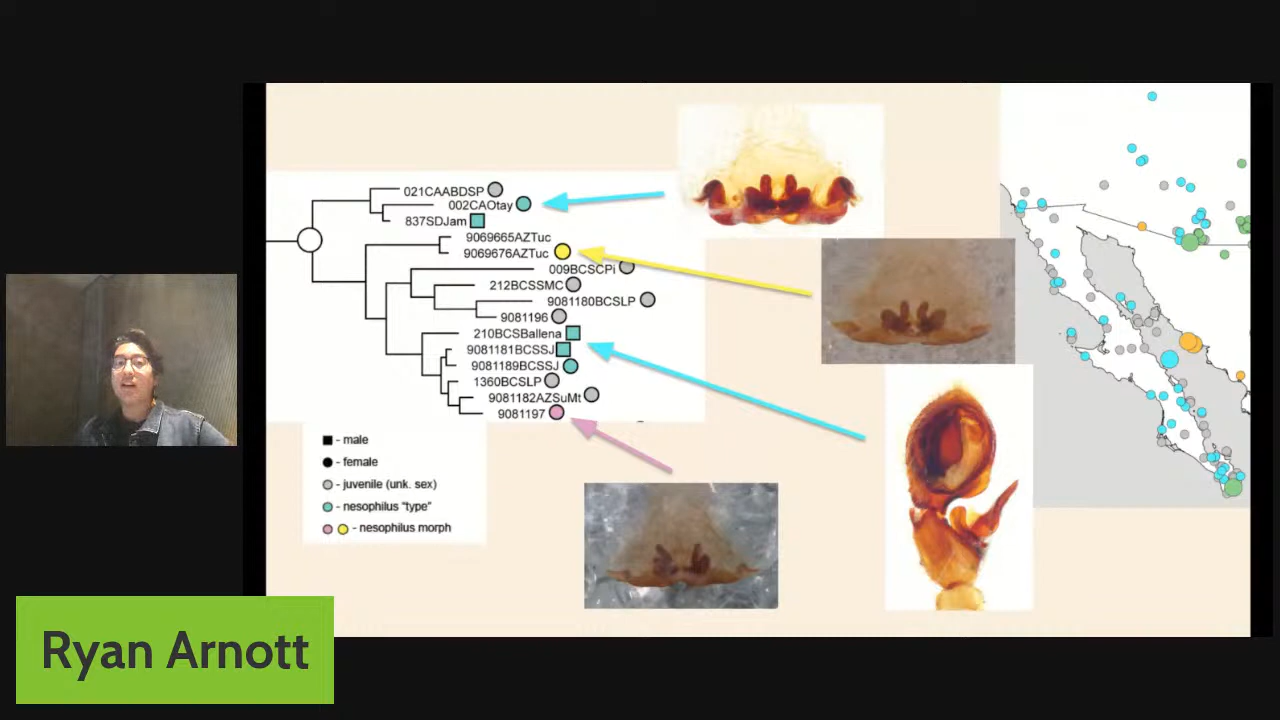 021CAABDSP
002CAOtay
837SDJam
9069665AZTuc
9069676AZTuc
009BCSCPi
212BCSSMC
9081180BCSLP
9081196
210BCSBallena
9081181BCSSJ
9081189BCSSJ
1360BCSLP
9081182AZSuMt
9081197
- male
- female
- juvenile (unk. sex)
- nesophilus "type"
- nesophilus morph
Ryan Arnott